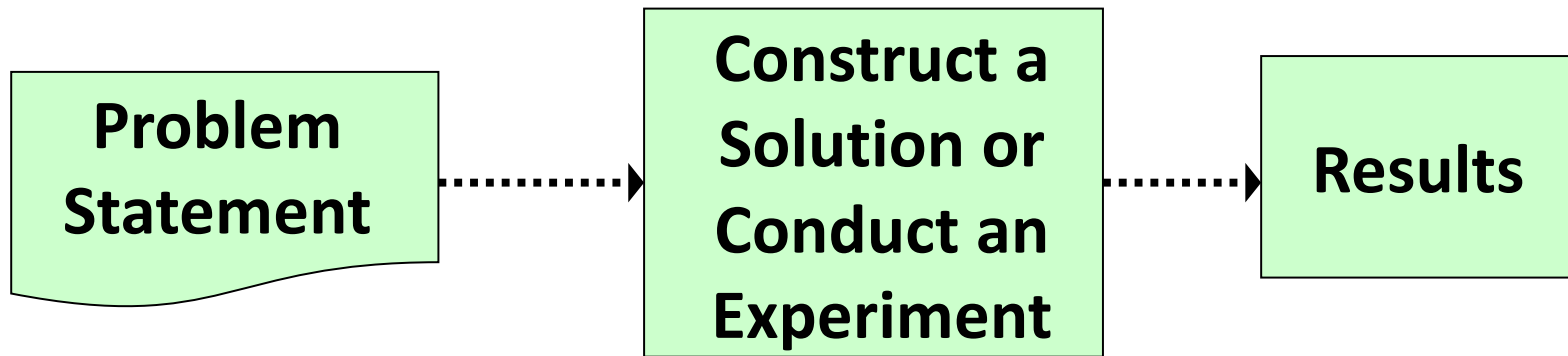 Problem
Statement
Construct a
Solution or
Conduct an
Experiment
Results